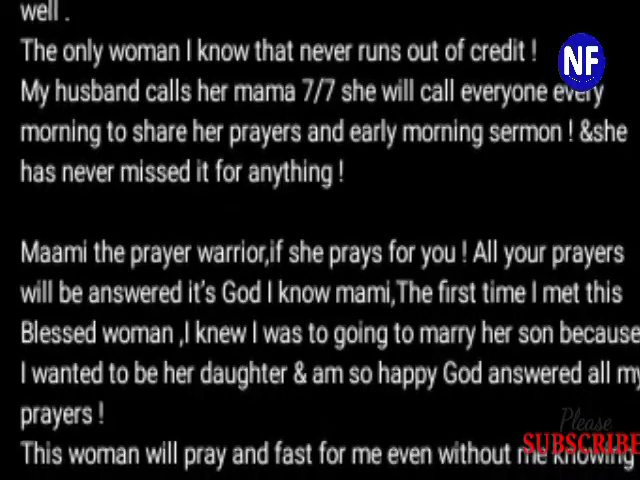 well .
The only woman I know that never runs out of credit !
NF
My husband calls her mama 7/7 she will call everyone every
morning to share her prayers and early morning sermon ! &she
has never missed it for anything !
Maami the prayer warrior,if she prays for you ! All your prayers
will be answered it’s God I know mami,The first time I met this
Blessed woman ,I knew I was to going to marry her son because
I wanted to be her daughter & am so happy God answered all my
prayers !
Please
SUBSCRIBE
This woman will pray and fast for me even without me knowing